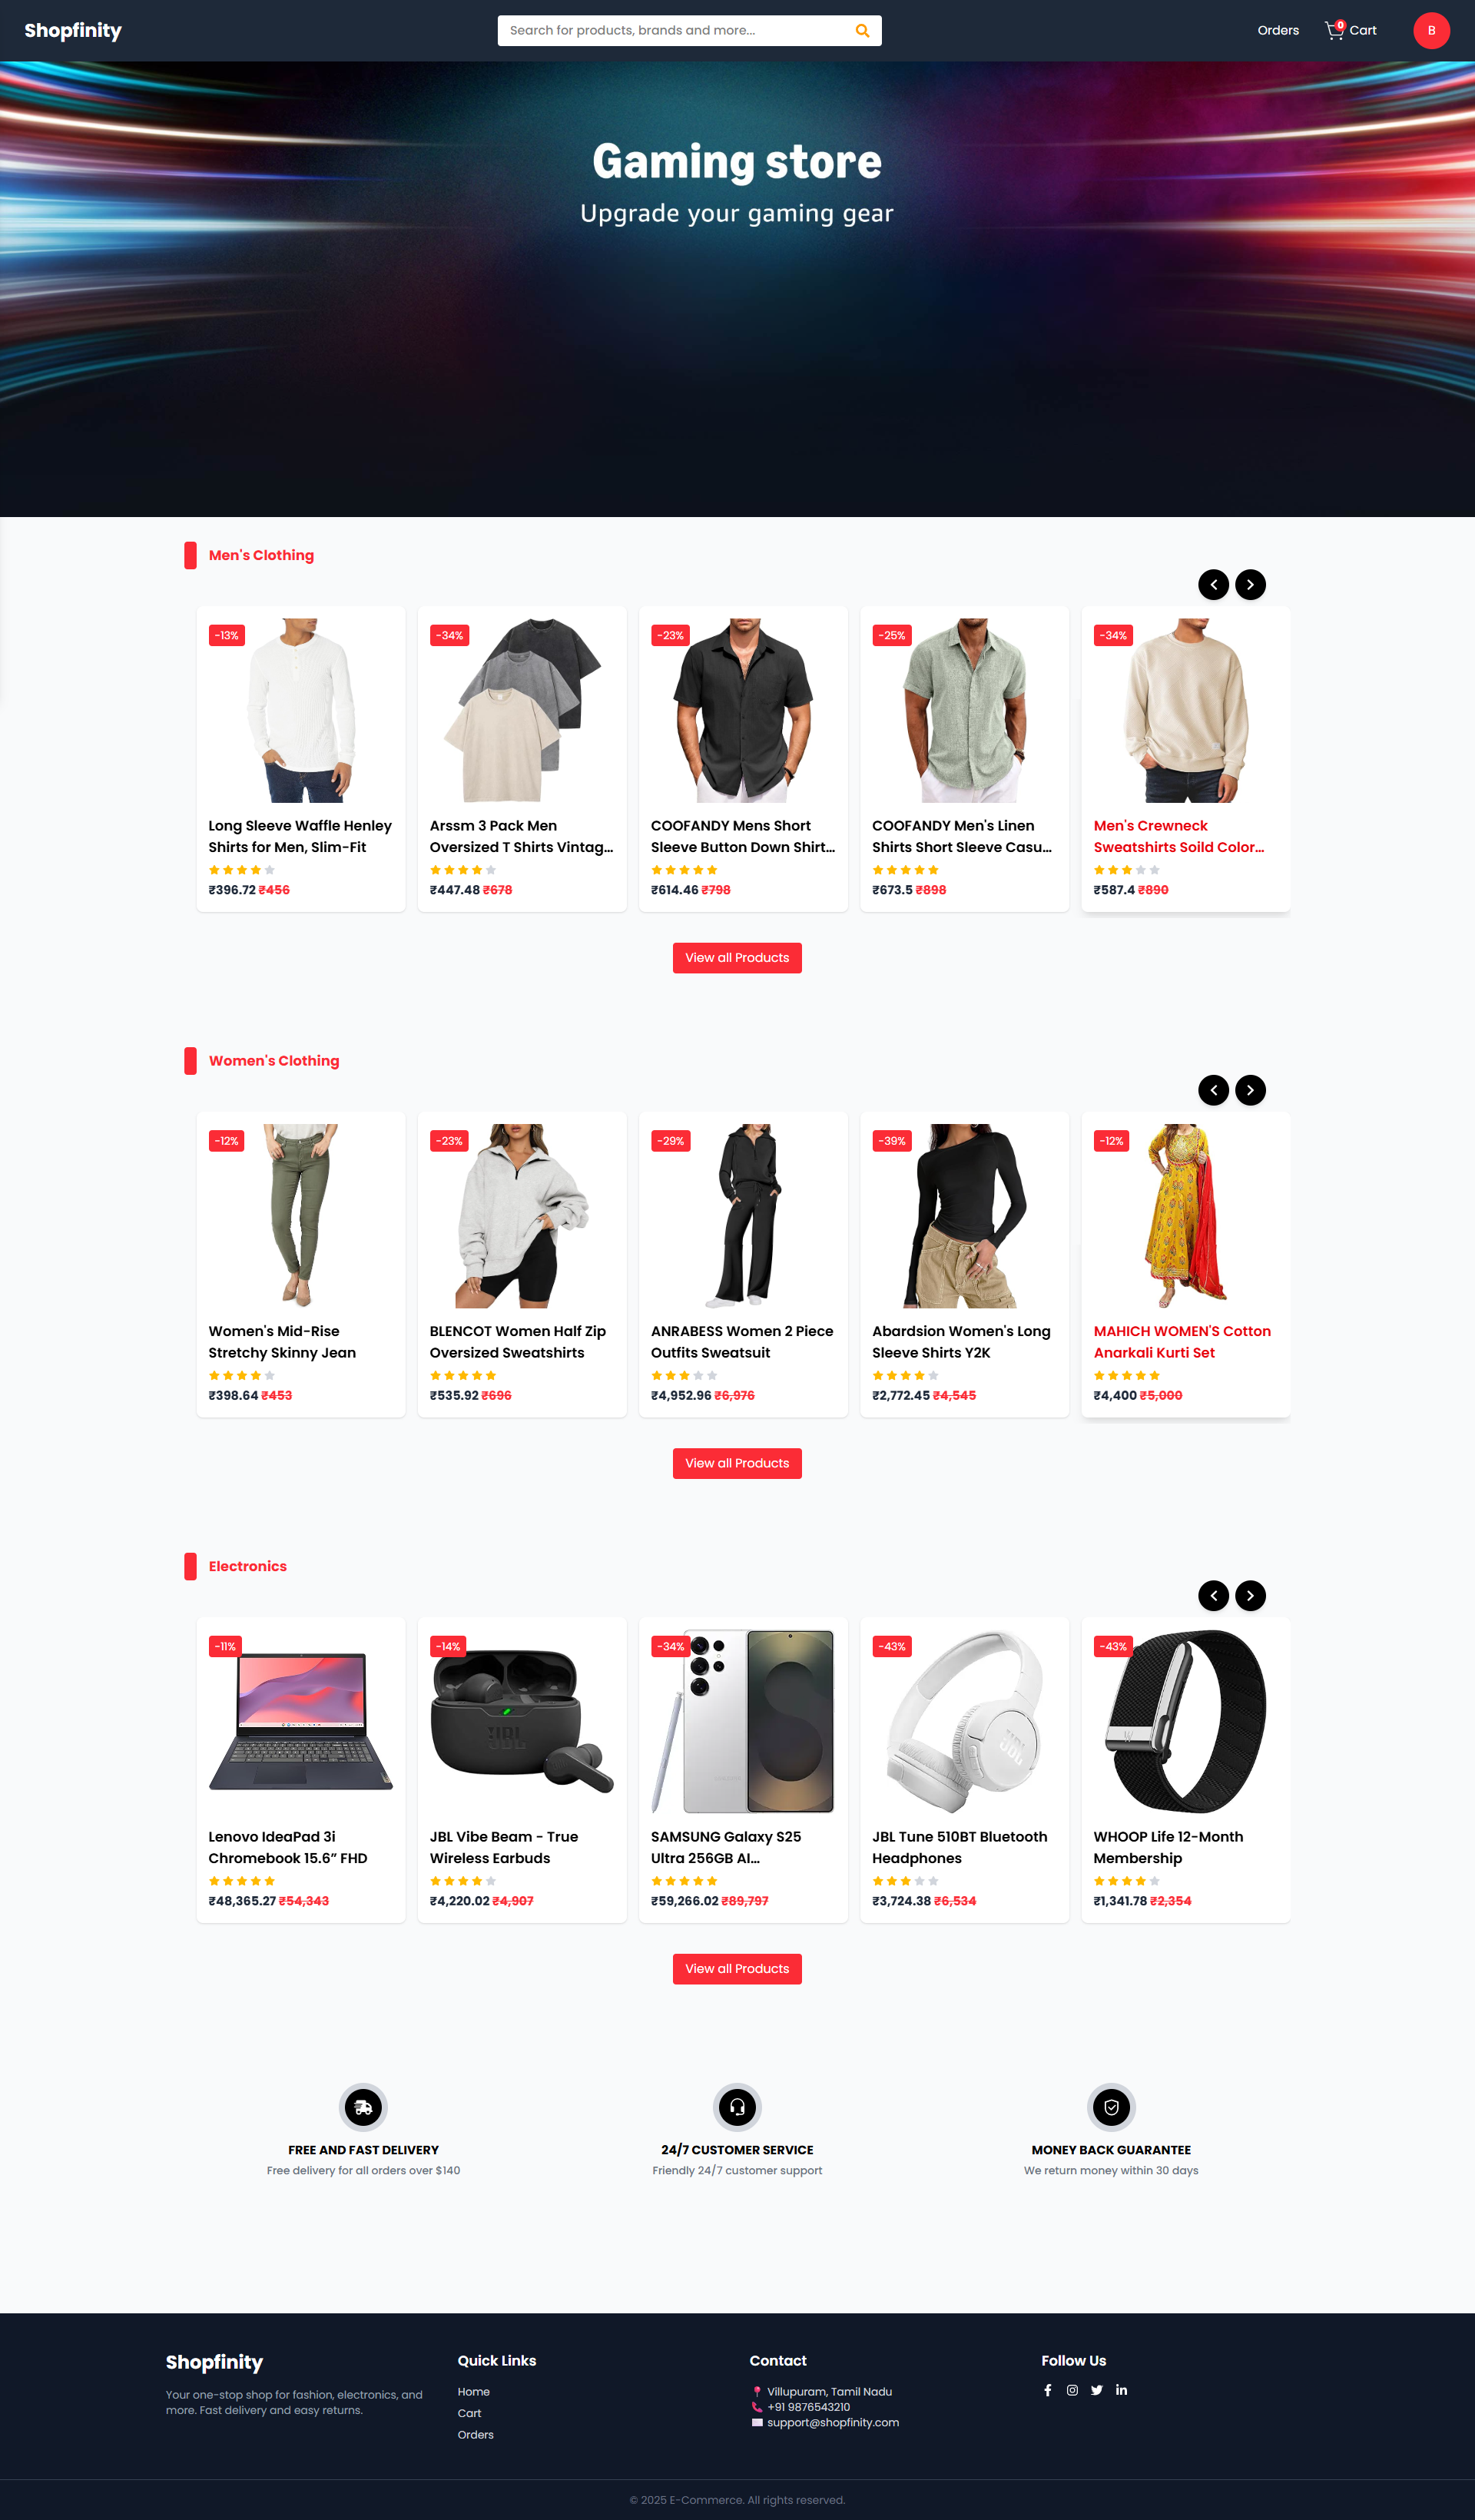 Shopfinity
Search for products, brands and more...
Orders
0
Cart
B
Gaming store
Upgrade your gaming gear
Men's Clothing
-13%
-34%
-23%
-25%
-34%
Long Sleeve Waffle Henley
Shirts for Men, Slim-Fit
₹396.72 ₹456
Arssm 3 Pack Men
Oversized T Shirts Vintag...
₹447.48 ₹678
COOFANDY Mens Short
Sleeve Button Down Shirt...
₹614.46 ₹798
COOFANDY Men's Linen
Shirts Short Sleeve Casu...
₹673.5 ₹898
Men's Crewneck
Sweatshirts Soild Color...
₹587.4 ₹890
View all Products
Women's Clothing
-12%
-23%
-29%
-39%
-12%
Women's Mid-Rise
Stretchy Skinny Jean
₹398.64 ₹453
BLENCOT Women Half Zip
Oversized Sweatshirts
₹535.92 ₹696
ANRABESS Women 2 Piece
Outfits Sweatsuit
₹4,952.96 ₹6,976
Abardsion Women's Long
Sleeve Shirts Y2K
₹2,772.45 ₹4,545
MAHICH WOMEN'S Cotton
Anarkali Kurti Set
₹4,400 ₹5,000
View all Products
Electronics
-11%
-14%
-34%
-43%
-43%
JBL
JBL
W
Lenovo IdeaPad 3i
Chromebook 15.6” FHD
₹48,365.27 ₹54,343
JBL Vibe Beam - True
Wireless Earbuds
₹4,220.02 ₹4,907
SAMSUNG Galaxy S25
Ultra 256GB AI...
₹59,266.02 ₹89,797
JBL Tune 510BT Bluetooth
Headphones
₹3,724.38 ₹6,534
WHOOP Life 12-Month
Membership
₹1,341.78 ₹2,354
View all Products
FREE AND FAST DELIVERY
Free delivery for all orders over $140
24/7 CUSTOMER SERVICE
Friendly 24/7 customer support
MONEY BACK GUARANTEE
We return money within 30 days
Shopfinity
Your one-stop shop for fashion, electronics, and
more. Fast delivery and easy returns.
Quick Links
Home
Cart
Orders
Contact
Villupuram, Tamil Nadu
+91 9876543210
support@shopfinity.com
Follow Us
© 2025 E-Commerce. All rights reserved.